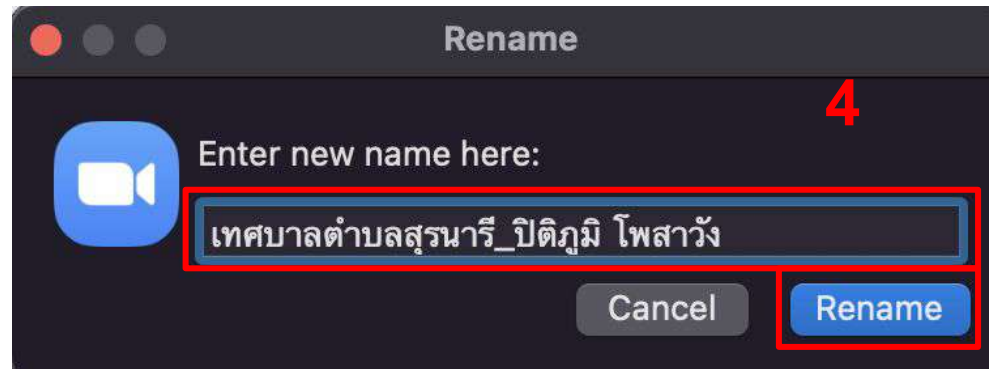 Rename
4
Enter new name here:
เทศบาลตำบลสุรนารี_ปิติภูมิ โพสาวัง
Cancel Rename